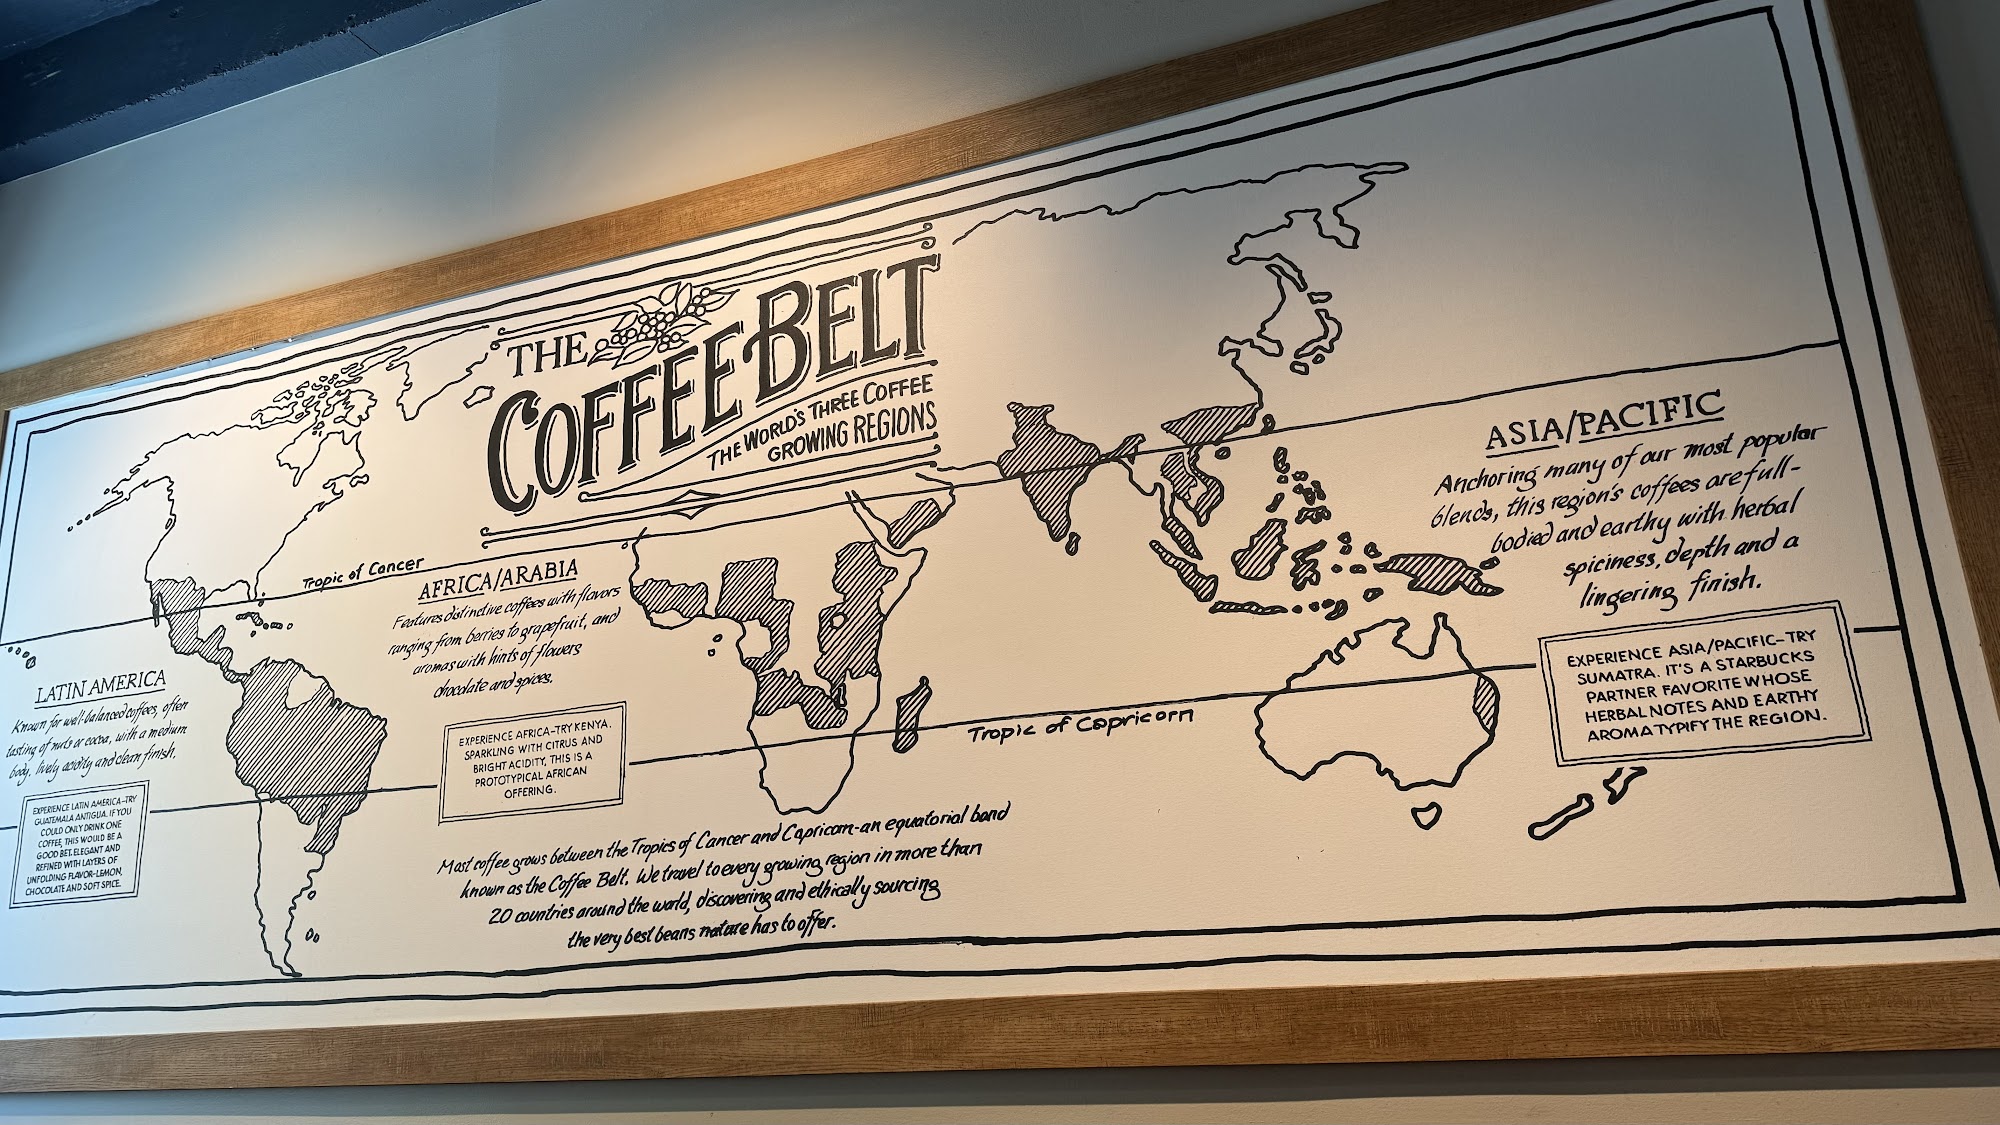 THE
COFFEE BELT
THE WORLD'S THREE COFFEE
GROWING REGIONS
Tropic of Cancer
LATIN AMERICA
Known for well-balanced coffees, often
tasting of nuts or cocoa, with a medium
body, lively acidity and clean finish.
EXPERIENCE LATIN AMERICA-TRY
GUATEMALA ANTIGUA. IF YOU
COULD ONLY DRINK ONE
COFFEE, THIS WOULD BE A
GOOD BET. ELEGANT AND
REFINED WITH LAYERS OF
UNFOLDING FLAVOR-LEMON,
CHOCOLATE AND SOFT SPICE.
AFRICA/ARABIA
Features distinctive coffees with flavors
ranging from berries to grapefruit, and
aromas with hints of flowers
chocolate and spices.
EXPERIENCE AFRICA-TRY KENYA.
SPARKLING WITH CITRUS AND
BRIGHT ACIDITY, THIS IS A
PROTOTYPICAL AFRICAN
OFFERING.
Tropic of Capricorn
Most coffee grows between the Tropics of Cancer and Capricorn-an equatorial band
known as the Coffee Belt. We travel to every growing region in more than
20 countries around the world, discovering and ethically sourcing
the very best beans nature has to offer.
ASIA/PACIFIC
Anchoring many of our most popular
blends, this region's coffees are full-
bodied and earthy with herbal
spiciness, depth and a
lingering finish.
EXPERIENCE ASIA/PACIFIC-TRY
SUMATRA. IT'S A STARBUCKS
PARTNER FAVORITE WHOSE
HERBAL NOTES AND EARTHY
AROMA TYPIFY THE REGION.